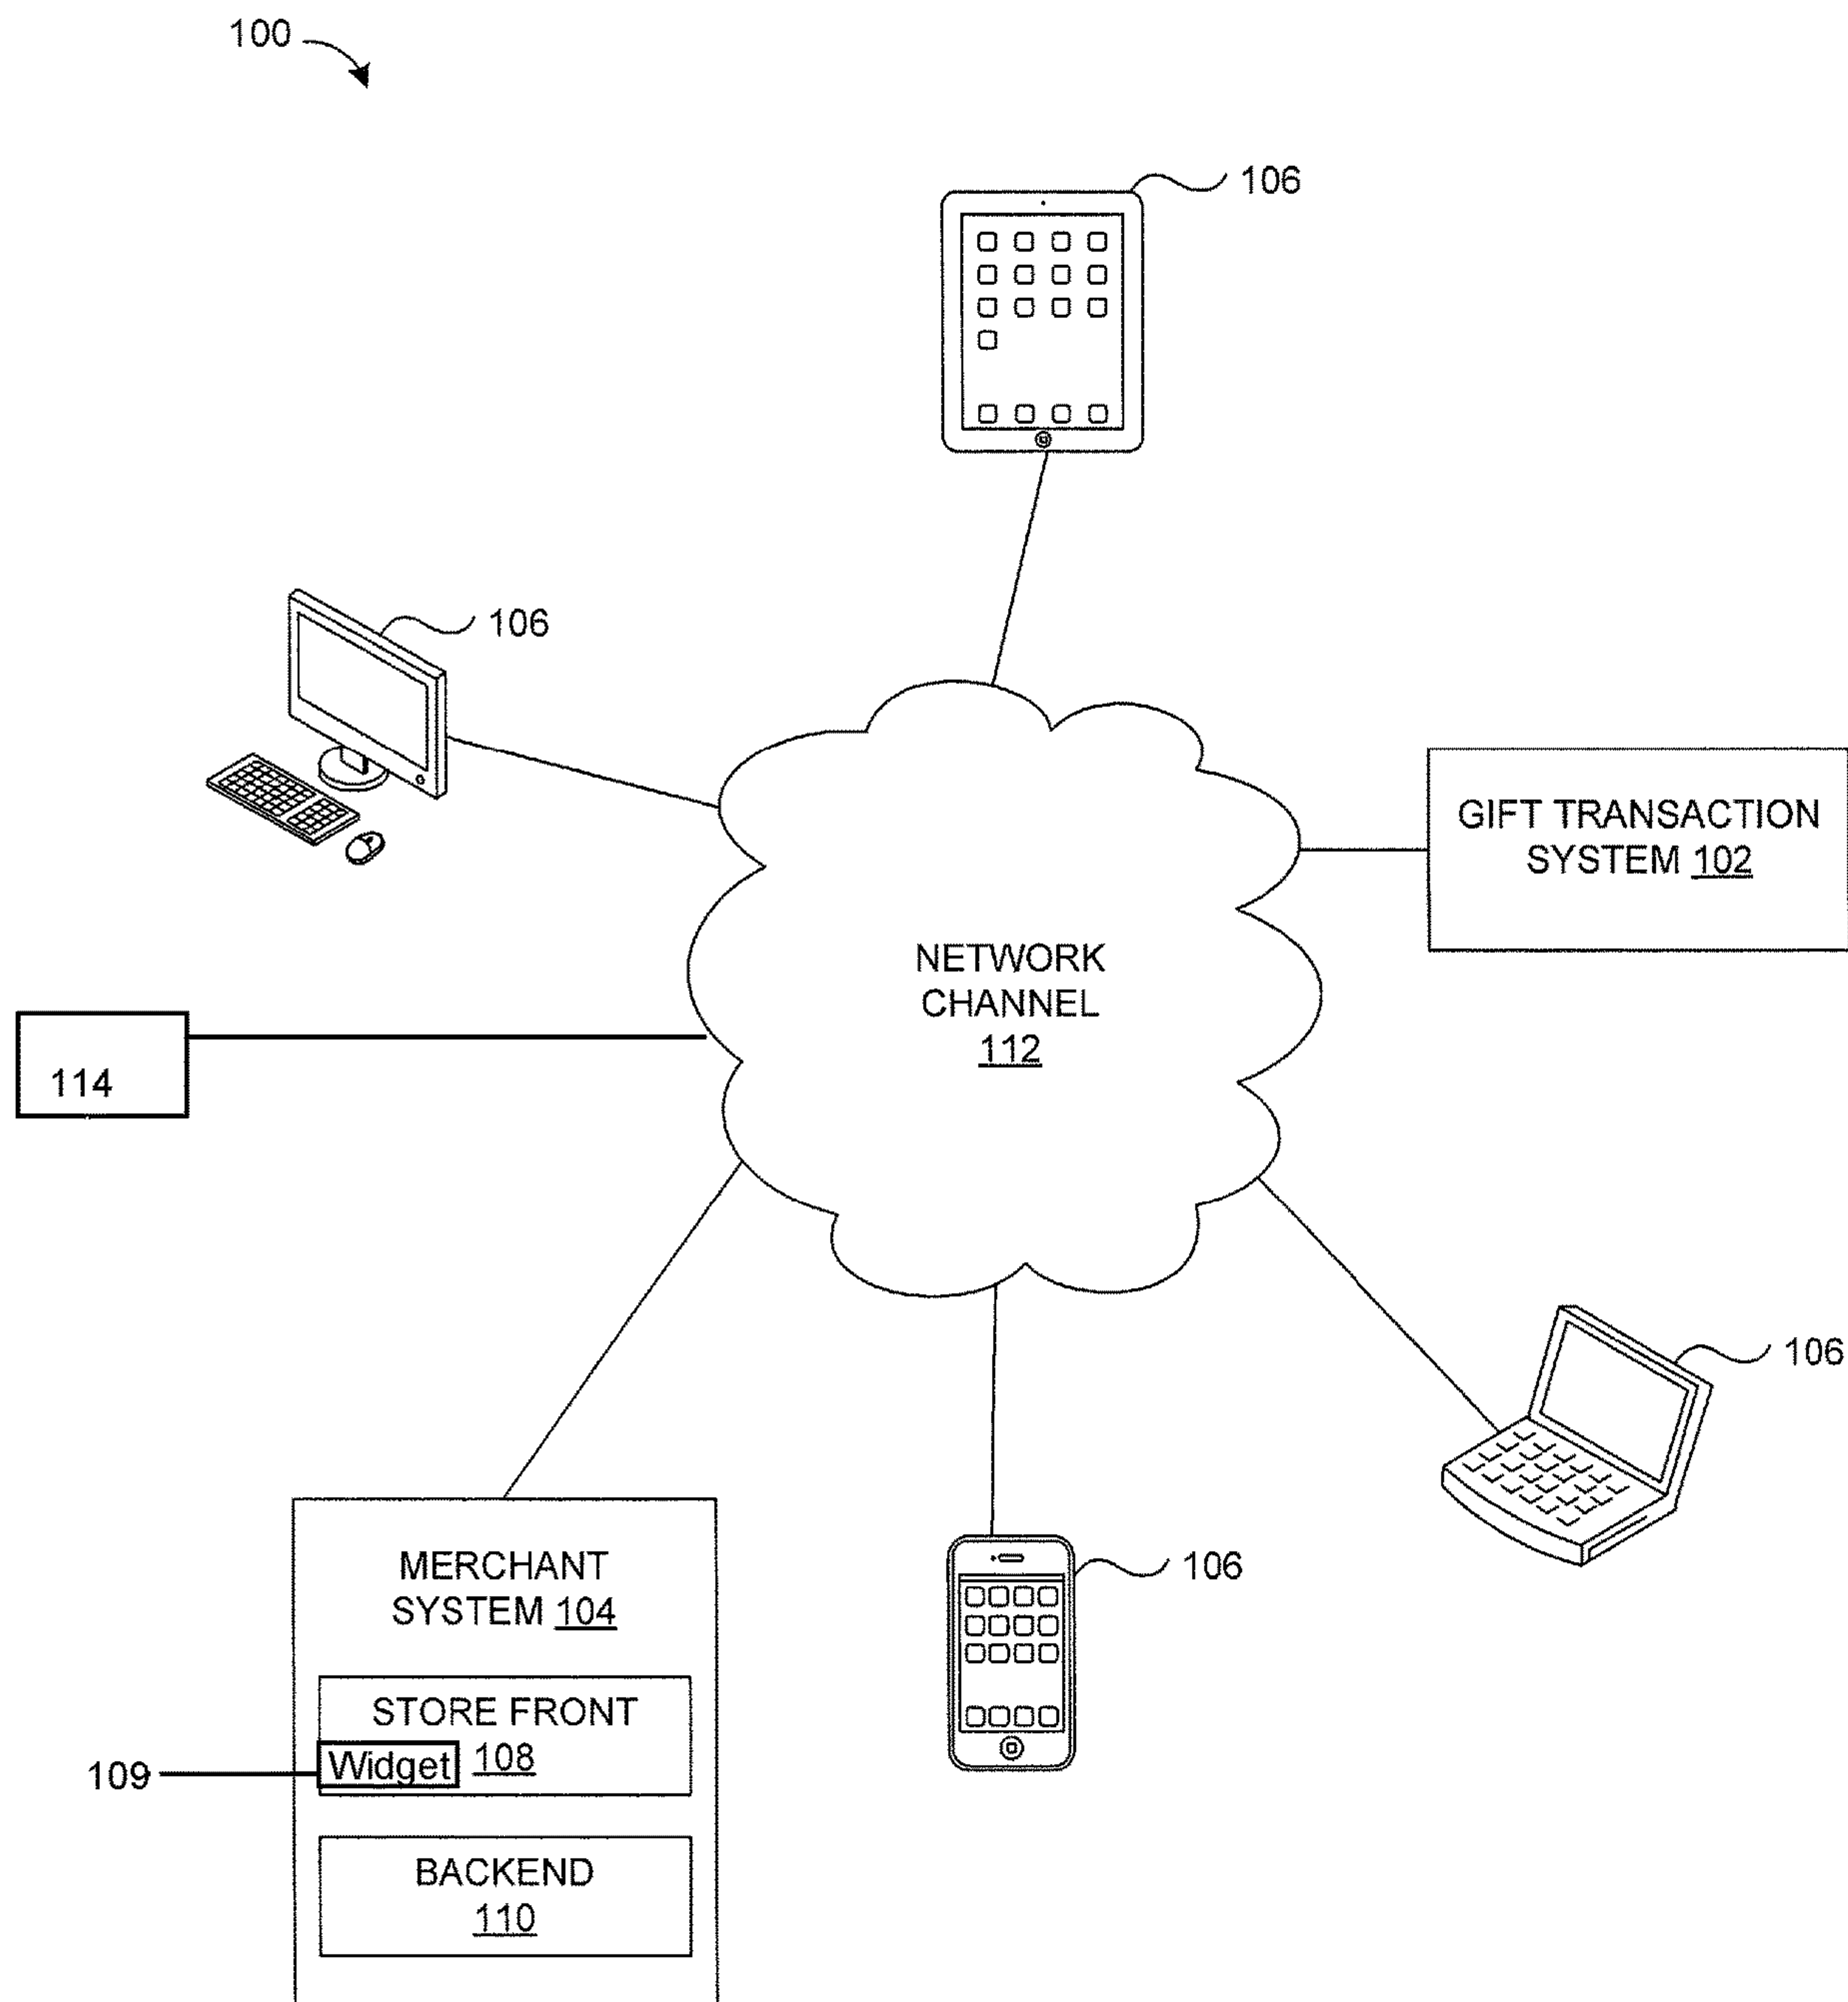 100
106
106
GIFT TRANSACTION
SYSTEM 102
NETWORK
CHANNEL
112
114
106
MERCHANT
SYSTEM 104
106
STORE FRONT
108
Widget
109
BACKEND
110